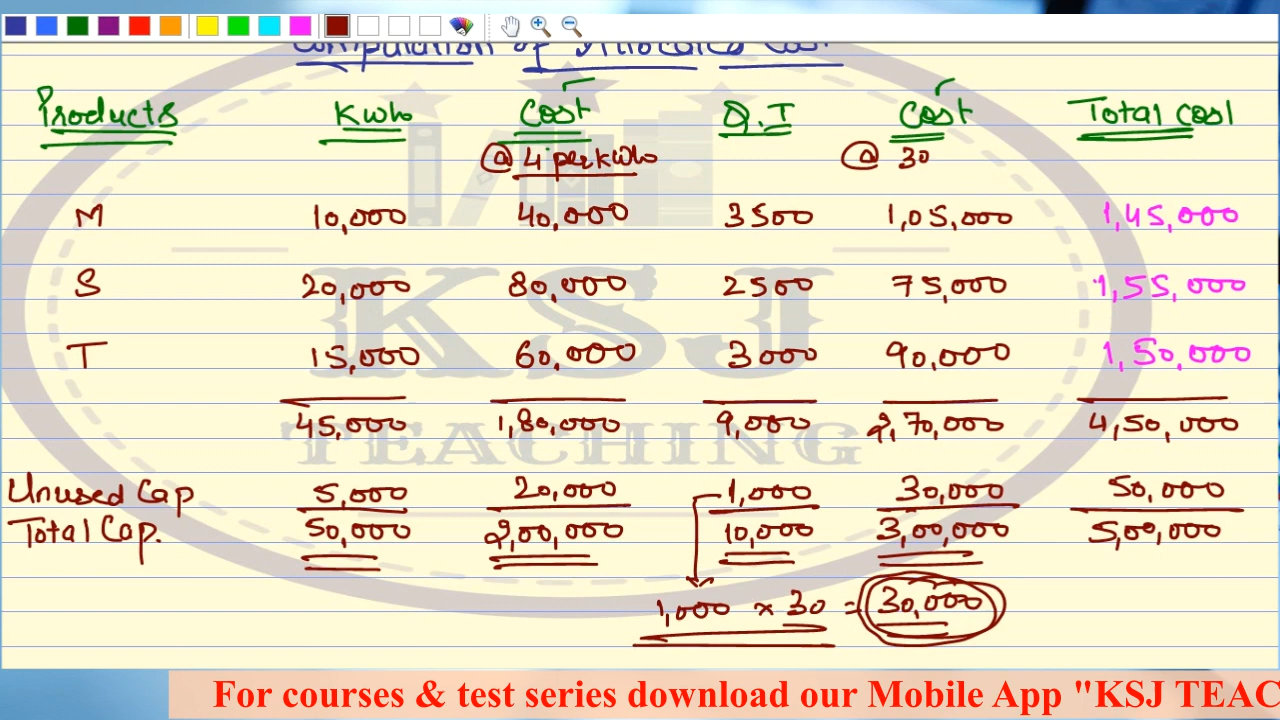 Computation of Allocated Cost
Products Kwh Cost Q.I Cost Total Cost
@ 4 per kwh @ 30
M 10,000 40,000 3500 1,05,000 1,45,000
S 20,000 80,000 2500 75,000 1,55,000
T 15,000 60,000 3000 90,000 1,50,000
45,000 1,80,000 9,000 2,70,000 4,50,000
Unused Cap 5,000 20,000 1,000 30,000 50,000
Total Cap. 50,000 2,00,000 10,000 3,00,000 5,00,000
1,000 x 30 = 30,000
KSJ
TEACHING
For courses & test series download our Mobile App "KSJ TEAC